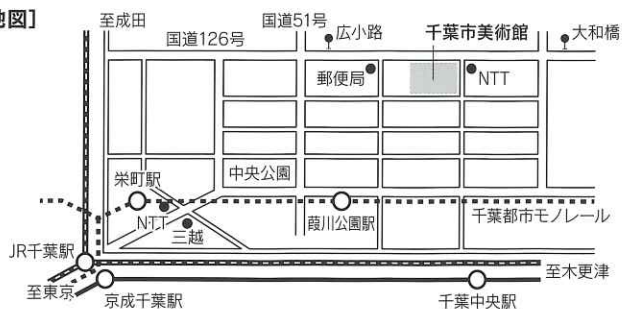 地図]
至成田
国道51号
国道126号
広小路
千葉市美術館
大和橋
郵便局
NTT
中央公園
栄町駅
NTT
三越
葭川公園駅
千葉都市モノレール
JR千葉駅
至木更津
至東京
京成千葉駅
千葉中央駅